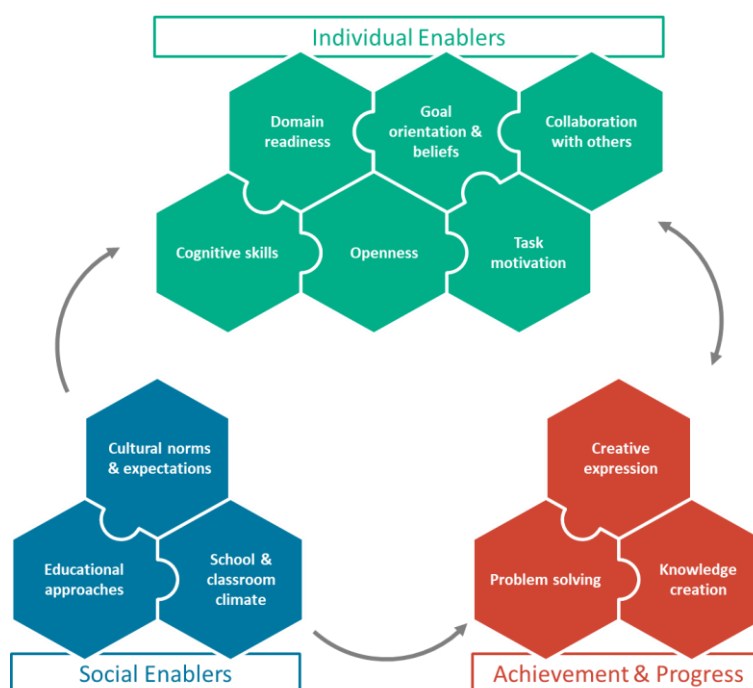 Individual Enablers
Domain
readiness
Goal
orientation &
beliefs
Collaboration
with others
Cognitive skills
Openness
Task
motivation
Cultural norms
& expectations
Educational
approaches
School &
classroom
climate
Social Enablers
Creative
expression
Problem solving
Knowledge
creation
Achievement & Progress